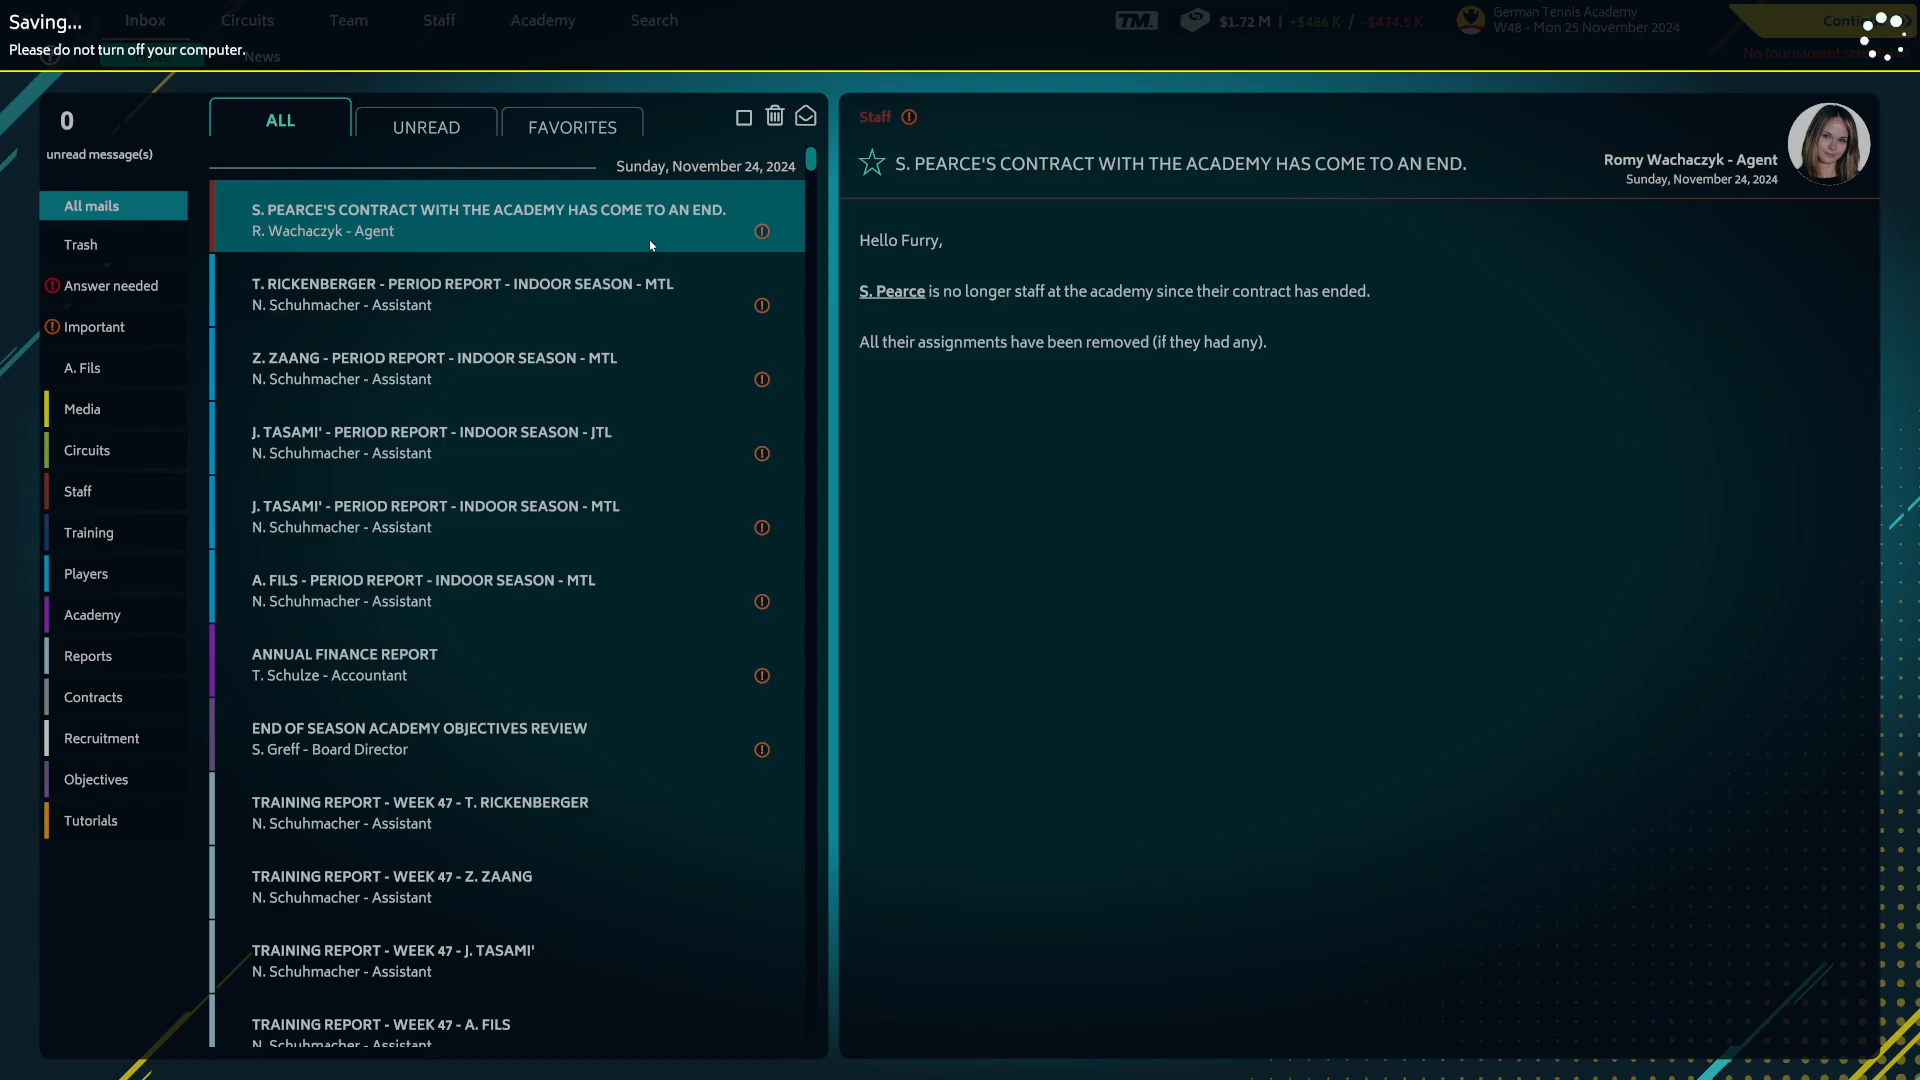 Saving...
Please do not turn off your computer.
Inbox
Circuits
Team
Staff
Academy
Search
News
TM.
$1.72 M | +$486 K / -$474.5 K
German Tennis Academy
W48 - Mon 25 November 2024
0
unread message(s)
All mails
Trash
Answer needed
Important
A. Fils
Media
Circuits
Staff
Training
Players
Academy
Reports
Contracts
Recruitment
Objectives
Tutorials
ALL
UNREAD
FAVORITES
Sunday, November 24, 2024
S. PEARCE'S CONTRACT WITH THE ACADEMY HAS COME TO AN END.
R. Wachaczyk - Agent
T. RICKENBERGER - PERIOD REPORT - INDOOR SEASON - MTL
N. Schuhmacher - Assistant
Z. ZAANG - PERIOD REPORT - INDOOR SEASON - MTL
N. Schuhmacher - Assistant
J. TASAMI' - PERIOD REPORT - INDOOR SEASON - JTL
N. Schuhmacher - Assistant
J. TASAMI' - PERIOD REPORT - INDOOR SEASON - MTL
N. Schuhmacher - Assistant
A. FILS - PERIOD REPORT - INDOOR SEASON - MTL
N. Schuhmacher - Assistant
ANNUAL FINANCE REPORT
T. Schulze - Accountant
END OF SEASON ACADEMY OBJECTIVES REVIEW
S. Greff - Board Director
TRAINING REPORT - WEEK 47 - T. RICKENBERGER
N. Schuhmacher - Assistant
TRAINING REPORT - WEEK 47 - Z. ZAANG
N. Schuhmacher - Assistant
TRAINING REPORT - WEEK 47 - J. TASAMI'
N. Schuhmacher - Assistant
TRAINING REPORT - WEEK 47 - A. FILS
N. Schuhmacher - Assistant
Staff
S. PEARCE'S CONTRACT WITH THE ACADEMY HAS COME TO AN END.
Romy Wachaczyk - Agent
Sunday, November 24, 2024
Hello Furry,
S. Pearce is no longer staff at the academy since their contract has ended.
All their assignments have been removed (if they had any).